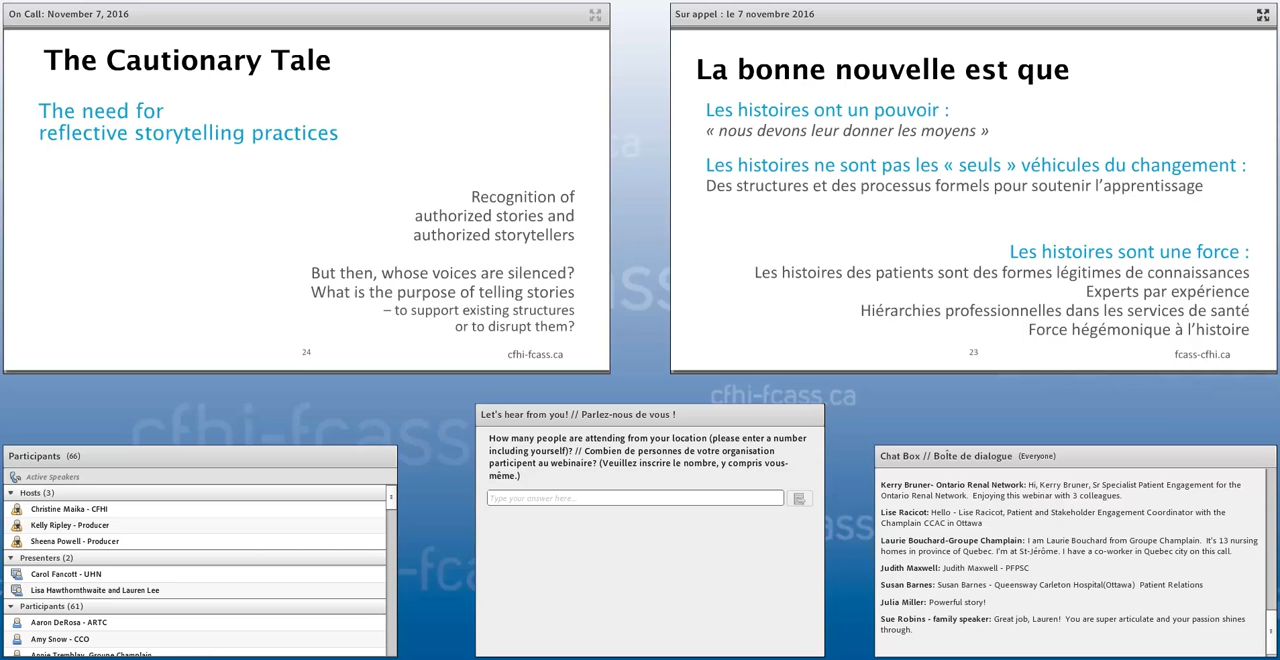 On Call: November 7, 2016
The Cautionary Tale
The need for
reflective storytelling practices
Recognition of
authorized stories and
authorized storytellers
But then, whose voices are silenced?
What is the purpose of telling stories
– to support existing structures
or to disrupt them?
24
cfhi-fcass.ca
Sur appel : le 7 novembre 2016
La bonne nouvelle est que
Les histoires ont un pouvoir :
« nous devons leur donner les moyens »
Les histoires ne sont pas les « seuls » véhicules du changement :
Des structures et des processus formels pour soutenir l’apprentissage
Les histoires sont une force :
Les histoires des patients sont des formes légitimes de connaissances
Experts par expérience
Hiérarchies professionnelles dans les services de santé
Force hégémonique à l’histoire
23
fcass-cfhi.ca
cfhi-fcass.ca
cfhi-fcass
Participants (66)
Active Speakers
Hosts (3)
Christine Maika - CFHI
Kelly Ripley - Producer
Sheena Powell - Producer
Presenters (2)
Carol Fancott - UHN
Lisa Hawthornthwaite and Lauren Lee
Participants (61)
Aaron DeRosa - ARTC
Amy Snow - CCO
Annie Tremblay, Groupe Champlain
Let's hear from you! // Parlez-nous de vous !
How many people are attending from your location (please enter a number
including yourself)? // Combien de personnes de votre organisation
participent au webinaire? (Veuillez inscrire le nombre, y compris vous-
même.)
Type your answer here...
Chat Box // Boîte de dialogue (Everyone)
Kerry Bruner- Ontario Renal Network: Hi, Kerry Bruner, Sr Specialist Patient Engagement for the
Ontario Renal Network. Enjoying this webinar with 3 colleagues.
Lise Racicot: Hello - Lise Racicot, Patient and Stakeholder Engagement Coordinator with the
Champlain CCAC in Ottawa
Laurie Bouchard-Groupe Champlain: I am Laurie Bouchard from Groupe Champlain. It's 13 nursing
homes in province of Quebec. I'm at St-Jérôme. I have a co-worker in Quebec city on this call.
Judith Maxwell: Judith Maxwell - PFPSC
Susan Barnes: Susan Barnes - Queensway Carleton Hospital(Ottawa) Patient Relations
Julia Miller: Powerful story!
Sue Robins - family speaker: Great job, Lauren! You are super articulate and your passion shines
through.